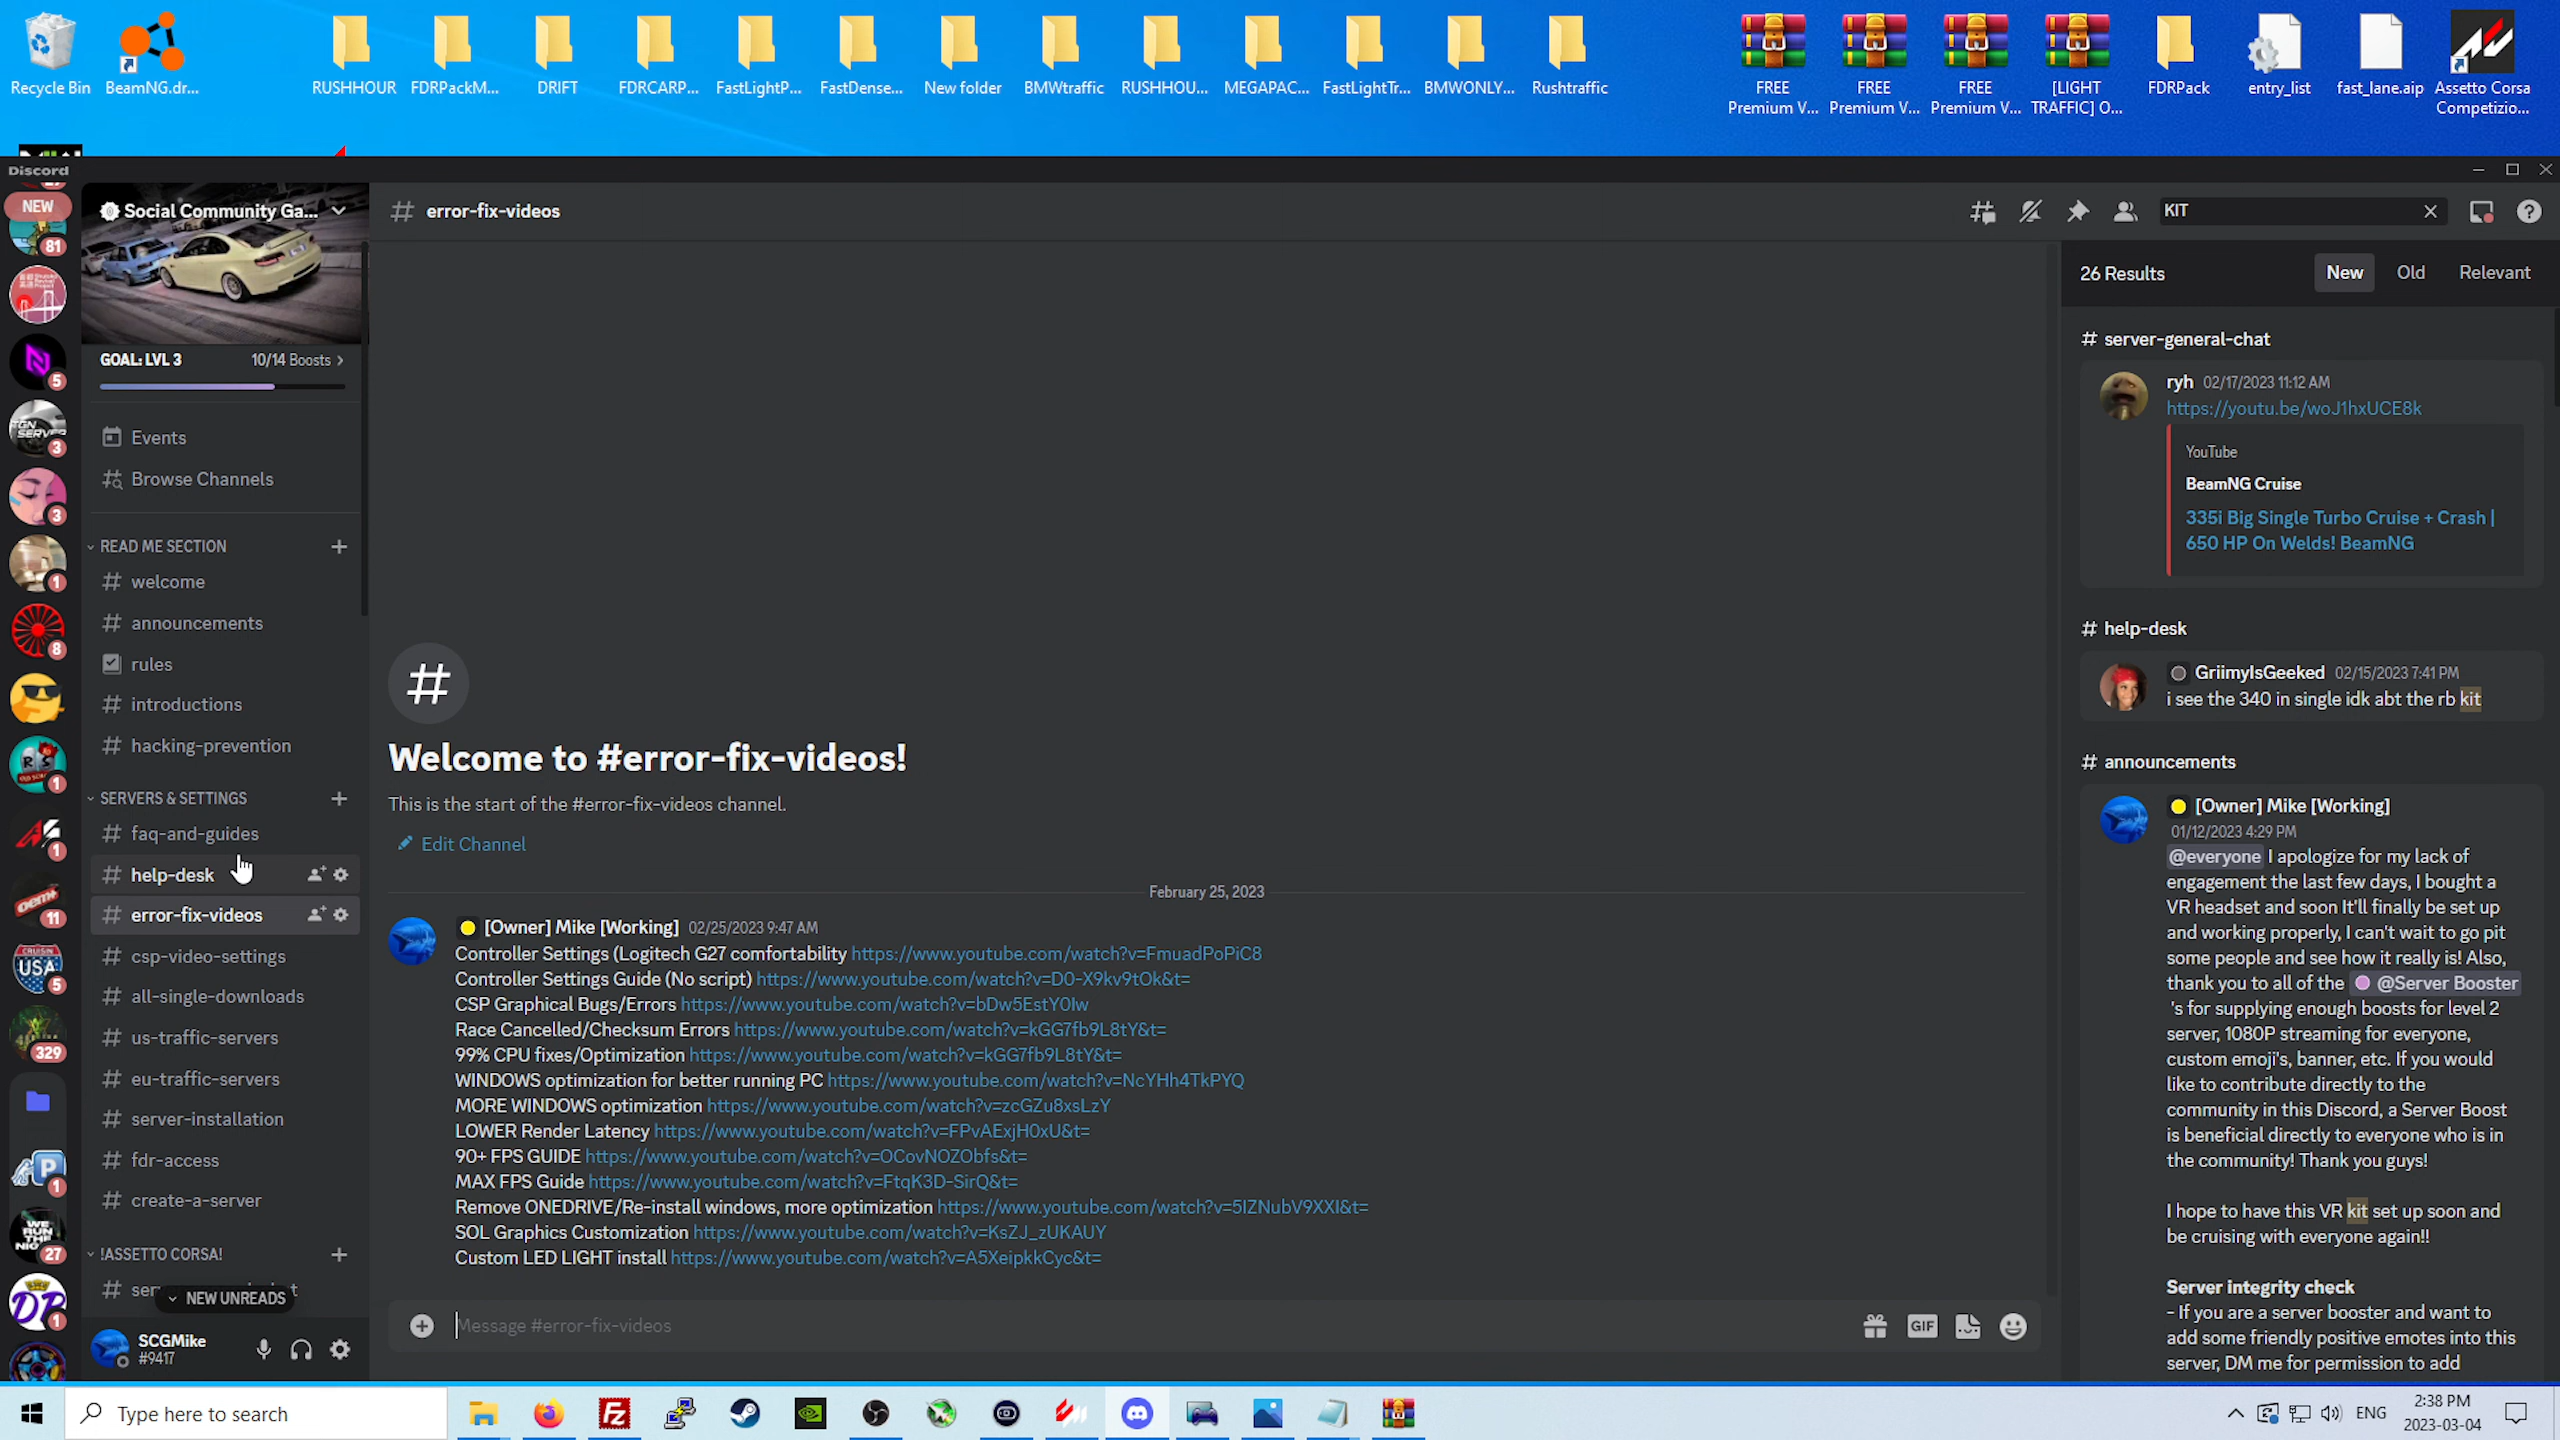 Recycle Bin
BeamNG.dr...
RUSHHOUR
FDRPackM...
DRIFT
FDRCARP...
FastLightP...
FastDense...
New folder
BMWtraffic
RUSHHOU...
MEGAPAC...
FastLightTr...
BMWONLY...
Rushtraffic
FREE
Premium V...
FREE
Premium V...
FREE
Premium V...
[LIGHT
TRAFFIC] O...
FDRPack
entry_list
fast_lane.aip
Assetto Corsa
Competizio...
Discord
NEW
81
5
3
3
1
8
1
1
11
CRUISIN
USA
5
329
1
WE
RUN
THE
27
DP
1
Social Community Ga...
GOAL: LVL 3
10/14 Boosts
Events
Browse Channels
READ ME SECTION
welcome
announcements
rules
introductions
hacking-prevention
SERVERS & SETTINGS
faq-and-guides
help-desk
error-fix-videos
csp-video-settings
all-single-downloads
us-traffic-servers
eu-traffic-servers
server-installation
fdr-access
create-a-server
!ASSETTO CORSA!
NEW UNREADS
SCGMike
#9417
error-fix-videos
Welcome to #error-fix-videos!
This is the start of the #error-fix-videos channel.
Edit Channel
February 25, 2023
[Owner] Mike [Working] 02/25/2023 9:47 AM
Controller Settings (Logitech G27 comfortability https://www.youtube.com/watch?v=FmuadPoPiC8
Controller Settings Guide (No script) https://www.youtube.com/watch?v=D0-X9kv9tOk&t=
CSP Graphical Bugs/Errors https://www.youtube.com/watch?v=bDw5EstY0Iw
Race Cancelled/Checksum Errors https://www.youtube.com/watch?v=kGG7fb9L8tY&t=
99% CPU fixes/Optimization https://www.youtube.com/watch?v=kGG7fb9L8tY&t=
WINDOWS optimization for better running PC https://www.youtube.com/watch?v=NcYHh4TkPYQ
MORE WINDOWS optimization https://www.youtube.com/watch?v=zcGZu8xsLzY
LOWER Render Latency https://www.youtube.com/watch?v=FPvAExjH0xU&t=
90+ FPS GUIDE https://www.youtube.com/watch?v=OCovNOZObfs&t=
MAX FPS Guide https://www.youtube.com/watch?v=FtqK3D-SirQ&t=
Remove ONEDRIVE/Re-install windows, more optimization https://www.youtube.com/watch?v=5IZNubV9XXI&t=
SOL Graphics Customization https://www.youtube.com/watch?v=KsZJ_zUKAUY
Custom LED LIGHT install https://www.youtube.com/watch?v=A5XeipkkCyc&t=
Message #error-fix-videos
GIF
KIT
26 Results
New
Old
Relevant
# server-general-chat
ryh 02/17/2023 11:12 AM
https://youtu.be/woJ1hxUCE8k
YouTube
BeamNG Cruise
335i Big Single Turbo Cruise + Crash |
650 HP On Welds! BeamNG
# help-desk
GriimyIsGeeked 02/15/2023 7:41 PM
i see the 340 in single idk abt the rb kit
# announcements
[Owner] Mike [Working]
01/12/2023 4:29 PM
@everyone I apologize for my lack of
engagement the last few days, I bought a
VR headset and soon It'll finally be set up
and working properly, I can't wait to go pit
some people and see how it really is! Also,
thank you to all of the @Server Booster
's for supplying enough boosts for level 2
server, 1080P streaming for everyone,
custom emoji's, banner, etc. If you would
like to contribute directly to the
community in this Discord, a Server Boost
is beneficial directly to everyone who is in
the community! Thank you guys!
I hope to have this VR kit set up soon and
be cruising with everyone again!!
Server integrity check
- If you are a server booster and want to
add some friendly positive emotes into this
server, DM me for permission to add
Type here to search
ENG
2:38 PM
2023-03-04